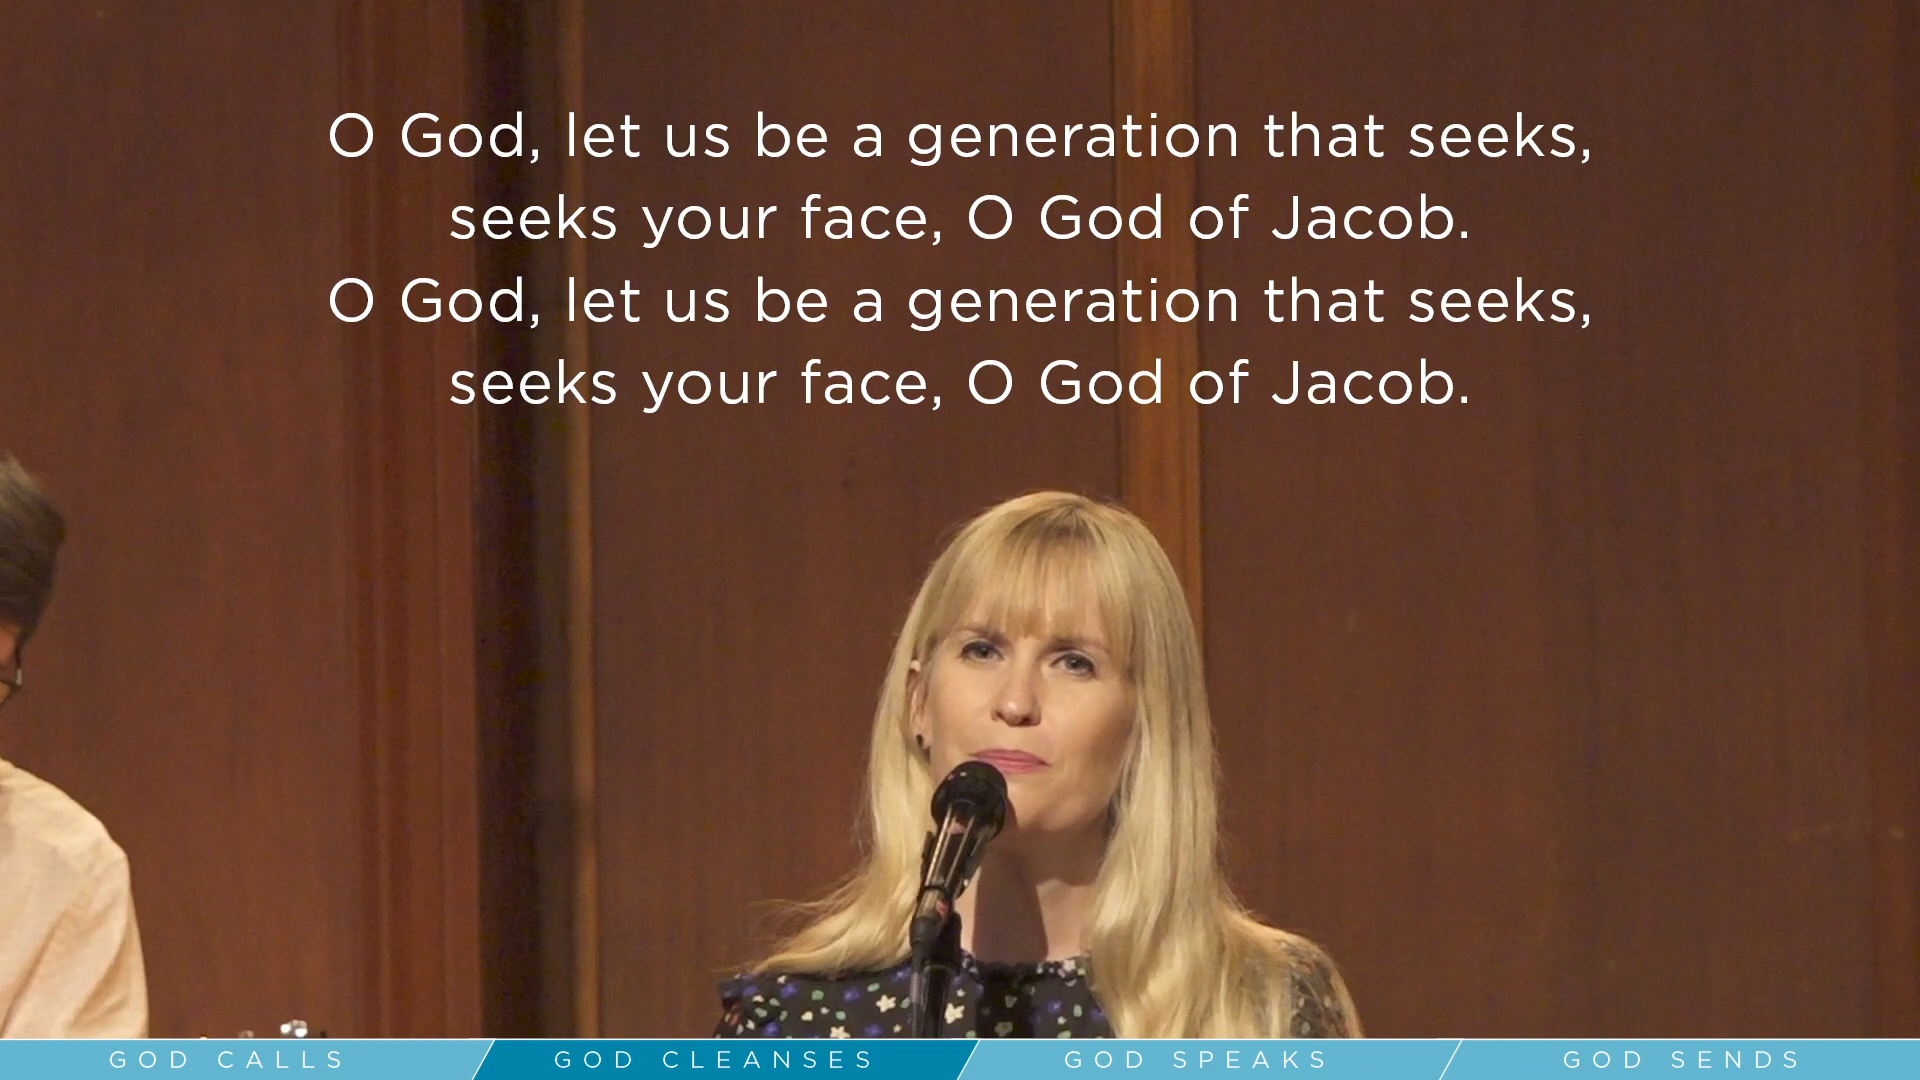 O God, let us be a generation that seeks,
seeks your face, O God of Jacob.
O God, let us be a generation that seeks,
seeks your face, O God of Jacob.
GOD CALLS
GOD CLEANSES
GOD SPEAKS
GOD SENDS